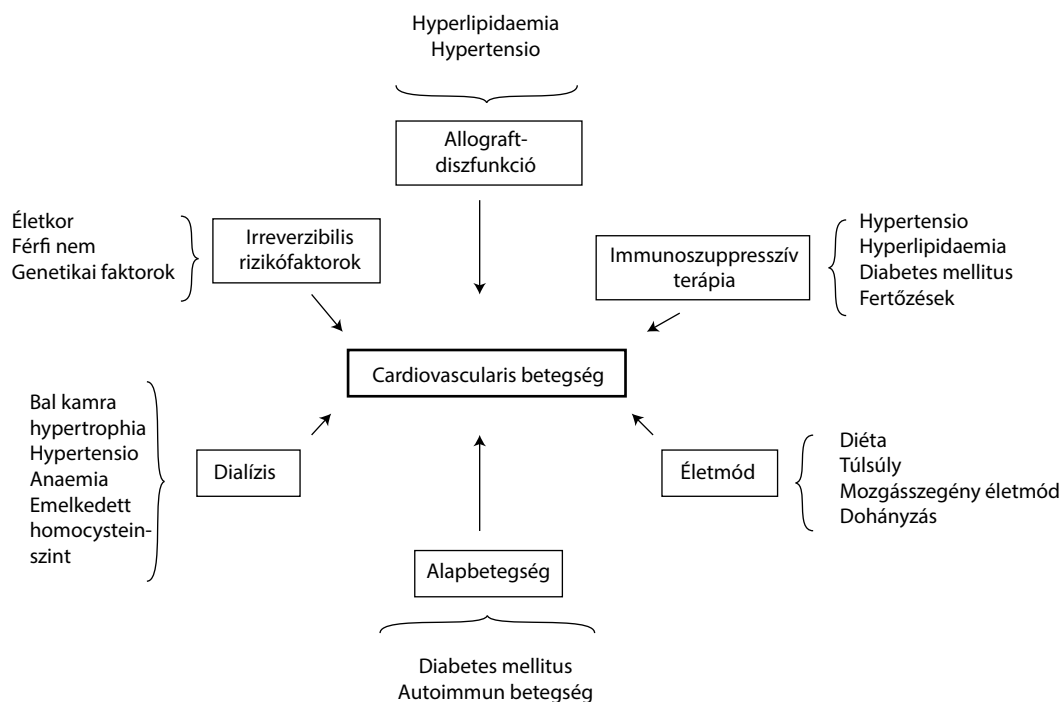 Hyperlipidaemia
Hypertensio
Allograft-
diszfunkció
Életkor
Férfi nem
Genetikai faktorok
Irreverzibilis
rizikófaktorok
Immunoszuppresszív
terápia
Hypertensio
Hyperlipidaemia
Diabetes mellitus
Fertőzések
Cardiovascularis betegség
Bal kamra
hypertrophia
Hypertensio
Anaemia
Emelkedett
homocystein-
szint
Dialízis
Életmód
Diéta
Túlsúly
Mozgásszegény életmód
Dohányzás
Alapbetegség
Diabetes mellitus
Autoimmun betegség